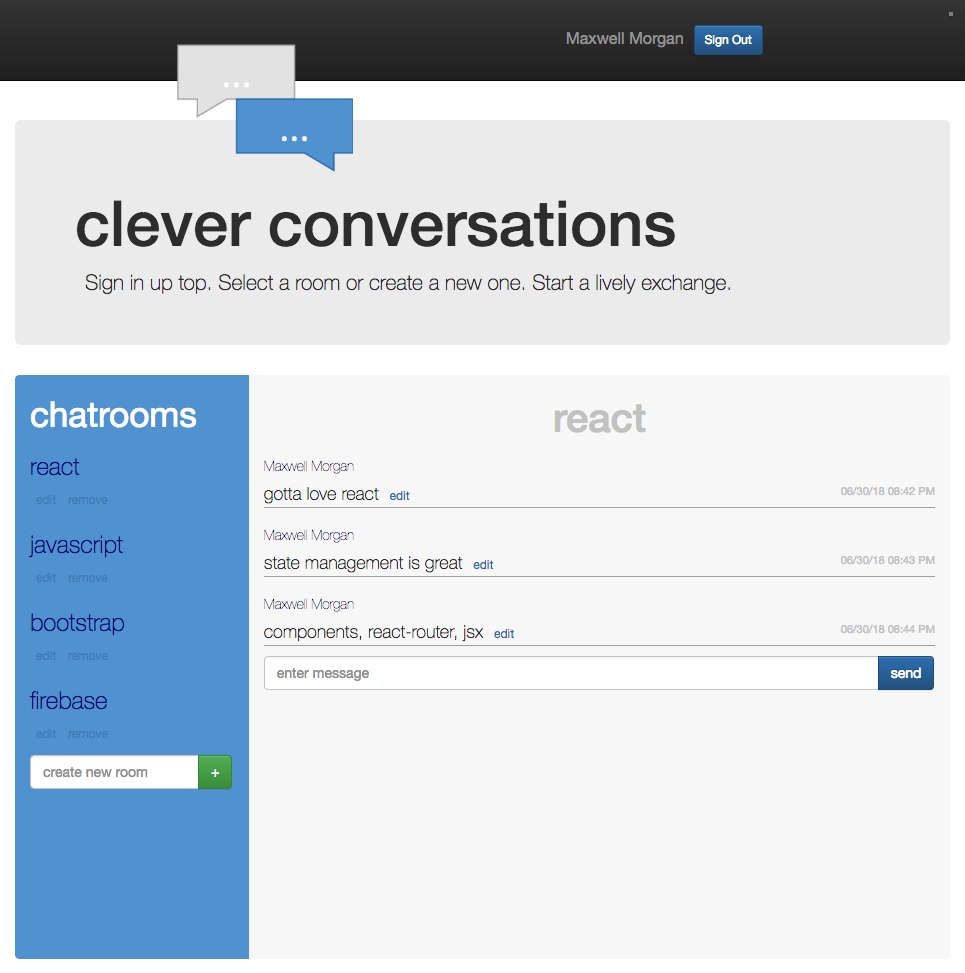 Maxwell Morgan Sign Out
...
...
clever conversations
Sign in up top. Select a room or create a new one. Start a lively exchange.
chatrooms
react
edit remove
javascript
edit remove
bootstrap
edit remove
firebase
edit remove
create new room +
react
Maxwell Morgan
gotta love react edit 06/30/18 08:42 PM
Maxwell Morgan
state management is great edit 06/30/18 08:43 PM
Maxwell Morgan
components, react-router, jsx edit 06/30/18 08:44 PM
enter message send